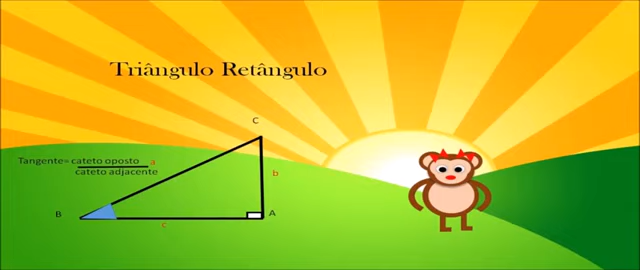 Triângulo Retângulo
C
Tangente= cateto oposto
cateto adjacente
a
b
B
A
c